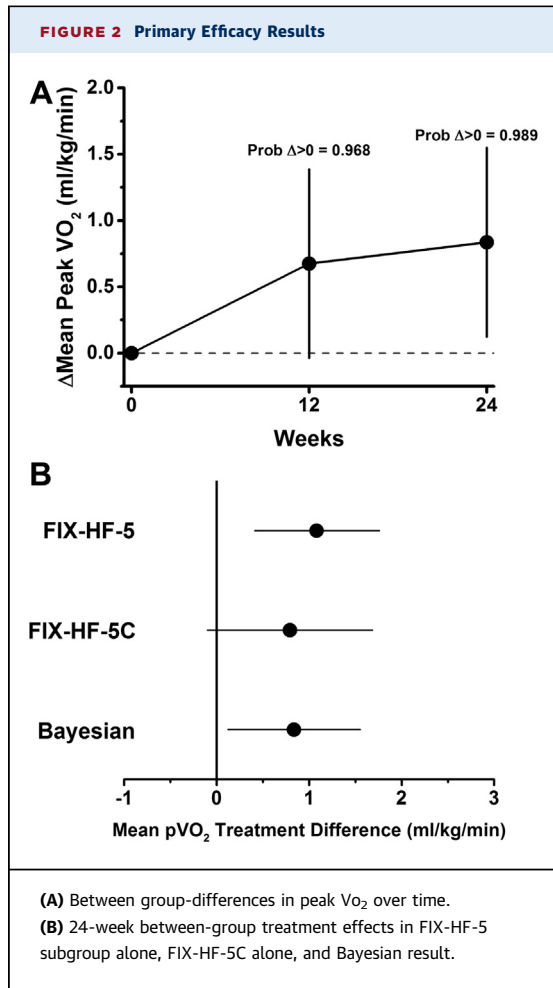 FIGURE 2 Primary Efficacy Results
A
2.0
Prob Δ>0 = 0.989
Prob Δ>0 = 0.968
1.5
1.0
0.5
0.0
ΔMean Peak VO₂ (ml/kg/min)
0 12 24
Weeks
B
FIX-HF-5
FIX-HF-5C
Bayesian
-1 0 1 2 3
Mean pVO₂ Treatment Difference (ml/kg/min)
(A) Between group-differences in peak Vo₂ over time.
(B) 24-week between-group treatment effects in FIX-HF-5
subgroup alone, FIX-HF-5C alone, and Bayesian result.